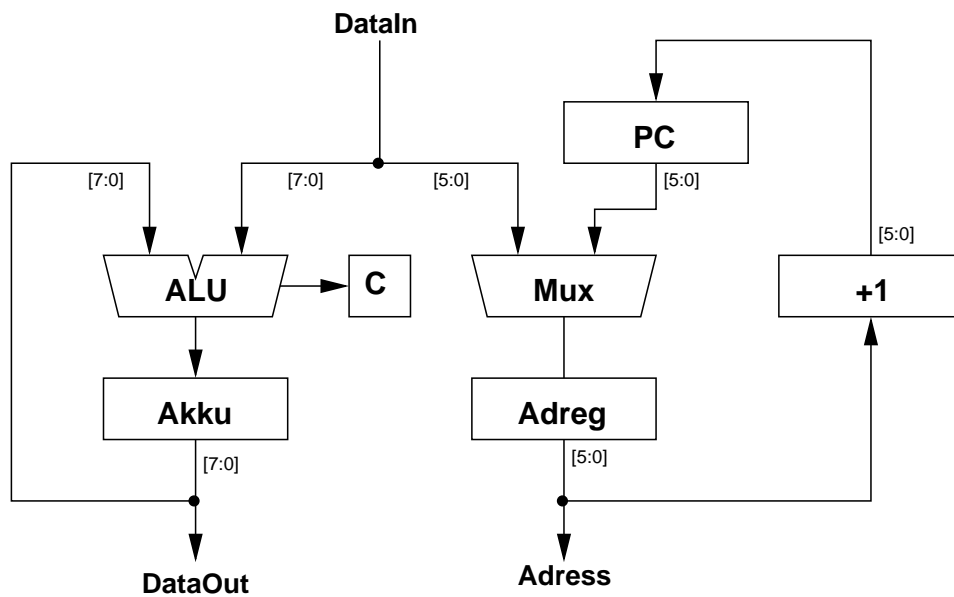 DataIn
PC
[7:0]
[7:0]
[5:0]
[5:0]
[5:0]
ALU
C
Mux
+1
Akku
Adreg
[7:0]
[5:0]
DataOut
Adress